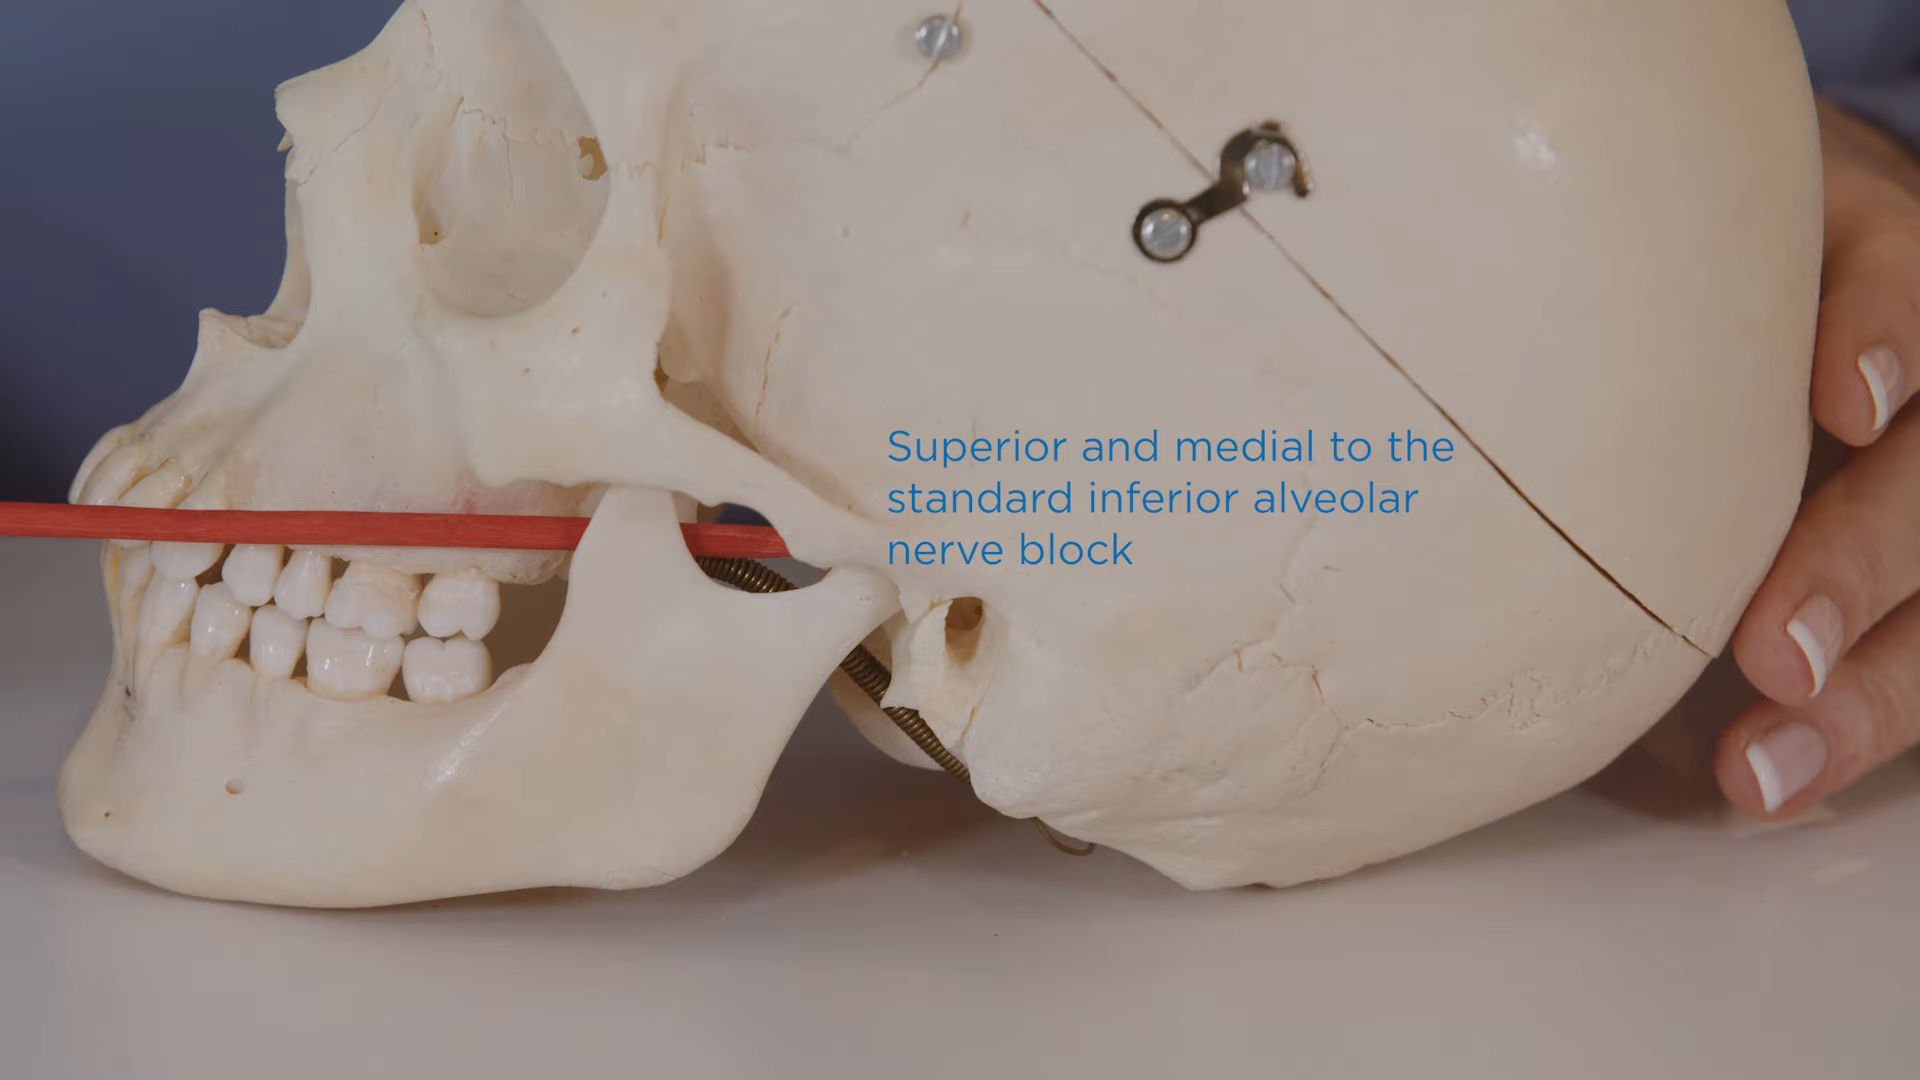 Superior and medial to the
standard inferior alveolar
nerve block